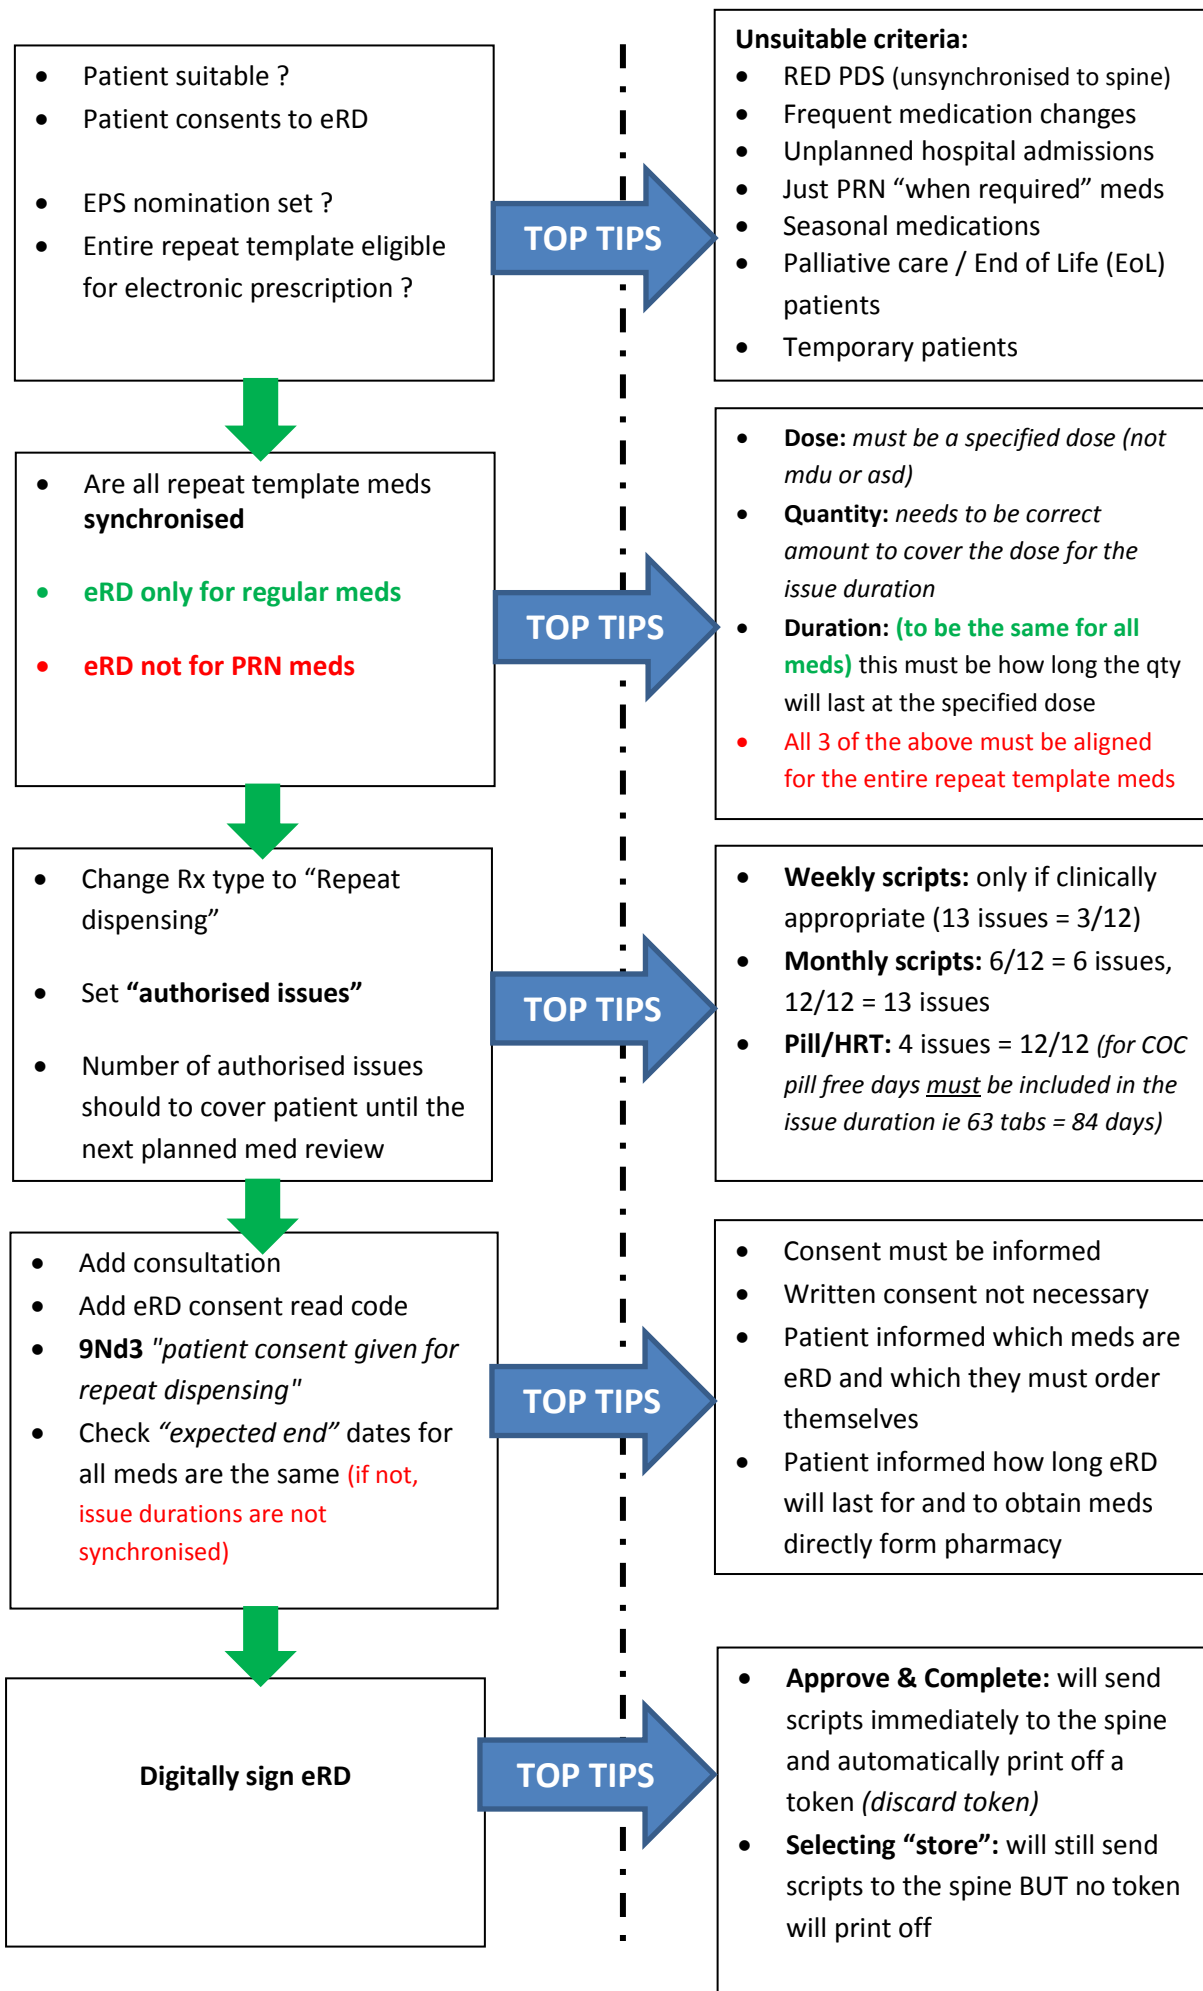 • Patient suitable ?
• Patient consents to eRD
• EPS nomination set ?
• Entire repeat template eligible
for electronic prescription ?
TOP TIPS
Unsuitable criteria:
• RED PDS (unsynchronised to spine)
• Frequent medication changes
• Unplanned hospital admissions
• Just PRN “when required” meds
• Seasonal medications
• Palliative care / End of Life (EoL)
patients
• Temporary patients
• Are all repeat template meds
synchronised
• eRD only for regular meds
• eRD not for PRN meds
TOP TIPS
• Dose: must be a specified dose (not
mdu or asd)
• Quantity: needs to be correct
amount to cover the dose for the
issue duration
• Duration: (to be the same for all
meds) this must be how long the qty
will last at the specified dose
• All 3 of the above must be aligned
for the entire repeat template meds
• Change Rx type to “Repeat
dispensing”
• Set “authorised issues”
• Number of authorised issues
should to cover patient until the
next planned med review
TOP TIPS
• Weekly scripts: only if clinically
appropriate (13 issues = 3/12)
• Monthly scripts: 6/12 = 6 issues,
12/12 = 13 issues
• Pill/HRT: 4 issues = 12/12 (for COC
pill free days must be included in the
issue duration ie 63 tabs = 84 days)
• Add consultation
• Add eRD consent read code
• 9Nd3 "patient consent given for
repeat dispensing"
• Check “expected end” dates for
all meds are the same (if not,
issue durations are not
synchronised)
TOP TIPS
• Consent must be informed
• Written consent not necessary
• Patient informed which meds are
eRD and which they must order
themselves
• Patient informed how long eRD
will last for and to obtain meds
directly form pharmacy
Digitally sign eRD
TOP TIPS
• Approve & Complete: will send
scripts immediately to the spine
and automatically print off a
token (discard token)
• Selecting “store”: will still send
scripts to the spine BUT no token
will print off